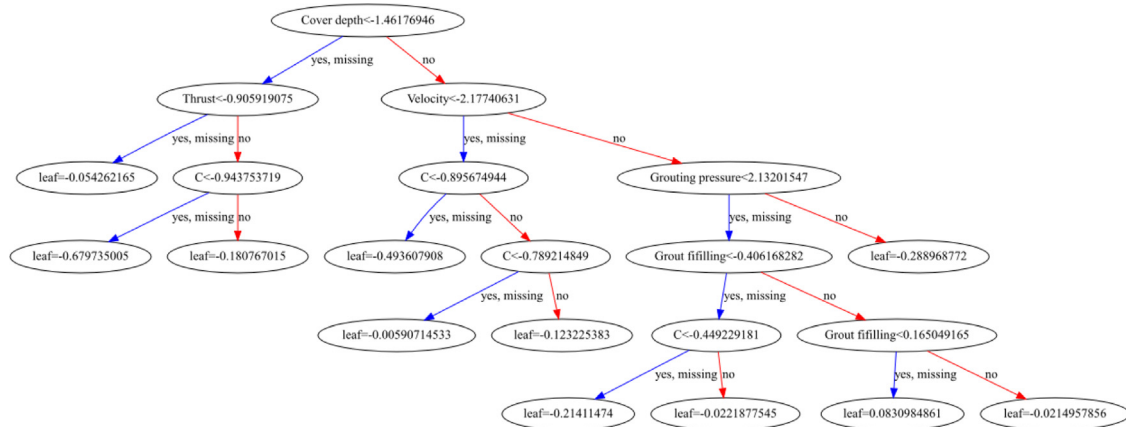 Cover depth<-1.46176946
yes, missing
no
Thrust<-0.905919075
Velocity<-2.17740631
yes, missing
no
yes, missing
no
leaf=-0.054262165
C<-0.943753719
C<-0.895674944
Grouting pressure<2.13201547
yes, missing
no
yes, missing
no
yes, missing
no
leaf=-0.679735005
leaf=-0.180767015
leaf=-0.493607908
C<-0.789214849
Grout fifilling<-0.406168282
leaf=-0.288968772
yes, missing
no
yes, missing
no
leaf=-0.00590714533
leaf=-0.123225383
C<-0.449229181
Grout fifilling<0.165049165
yes, missing
no
yes, missing
no
leaf=-0.21411474
leaf=-0.0221877545
leaf=0.0830984861
leaf=-0.0214957856